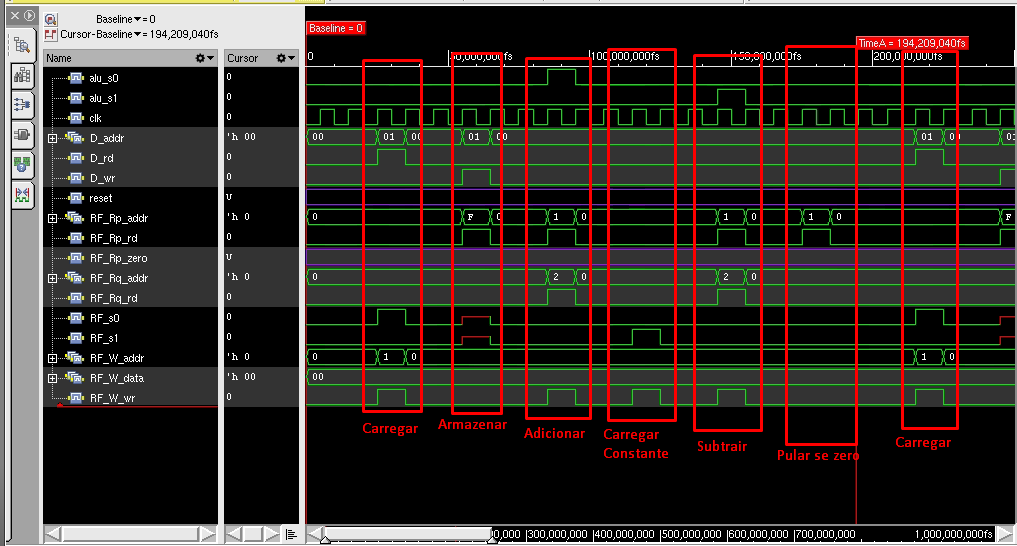 Baseline▾= 0
Cursor-Baseline▾= 194,209,040fs
Baseline = 0
TimeA = 194,209,040fs
Name
Cursor
0
50,000,000fs
100,000,000fs
150,000,000fs
200,000,000fs
alu_s0
0
alu_s1
0
clk
0
D_addr
'h 00
00 01 00 01 00 01 00 01
D_rd
0
D_wr
0
reset
U
RF_Rp_addr
'h 0
0 F 0 1 0 1 0 1 0 F
RF_Rp_rd
0
RF_Rp_zero
U
RF_Rq_addr
'h 0
0 2 0 2 0
RF_Rq_rd
0
RF_s0
0
RF_s1
0
RF_W_addr
'h 0
0 1 0 1 0
RF_W_data
'h 00
00
RF_W_wr
0
Carregar
Armazenar
Adicionar
Carregar
Constante
Subtrair
Pular se zero
Carregar
300,000,000
400,000,000
500,000,000
600,000,000
700,000,000
1,000,000,000fs